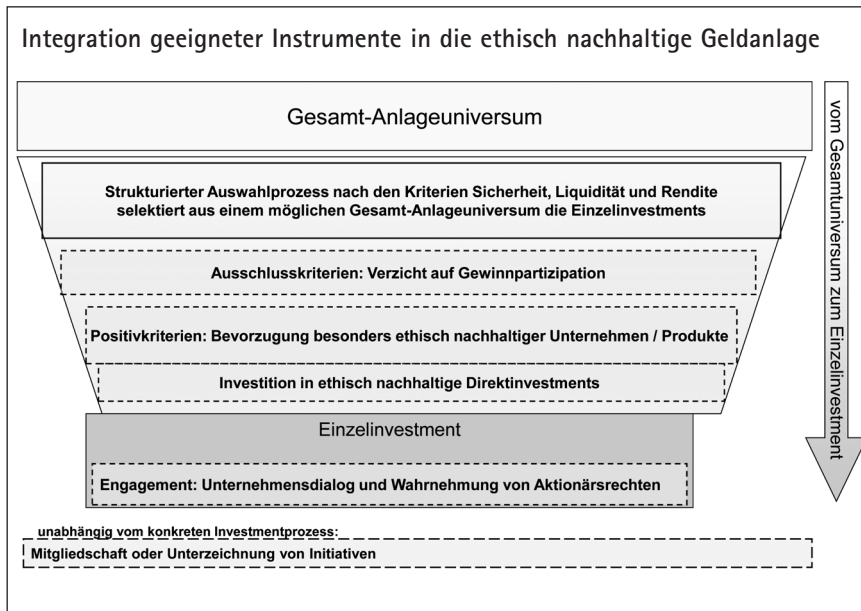 Integration geeigneter Instrumente in die ethisch nachhaltige Geldanlage
Gesamt-Anlageuniversum
Strukturierter Auswahlprozess nach den Kriterien Sicherheit, Liquidität und Rendite
selektiert aus einem möglichen Gesamt-Anlageuniversum die Einzelinvestments
Ausschlusskriterien: Verzicht auf Gewinnpartizipation
Positivkriterien: Bevorzugung besonders ethisch nachhaltiger Unternehmen / Produkte
Investition in ethisch nachhaltige Direktinvestments
Einzelinvestment
Engagement: Unternehmensdialog und Wahrnehmung von Aktionärsrechten
unabhängig vom konkreten Investmentprozess:
Mitgliedschaft oder Unterzeichnung von Initiativen
vom Gesamtuniversum zum Einzelinvestment